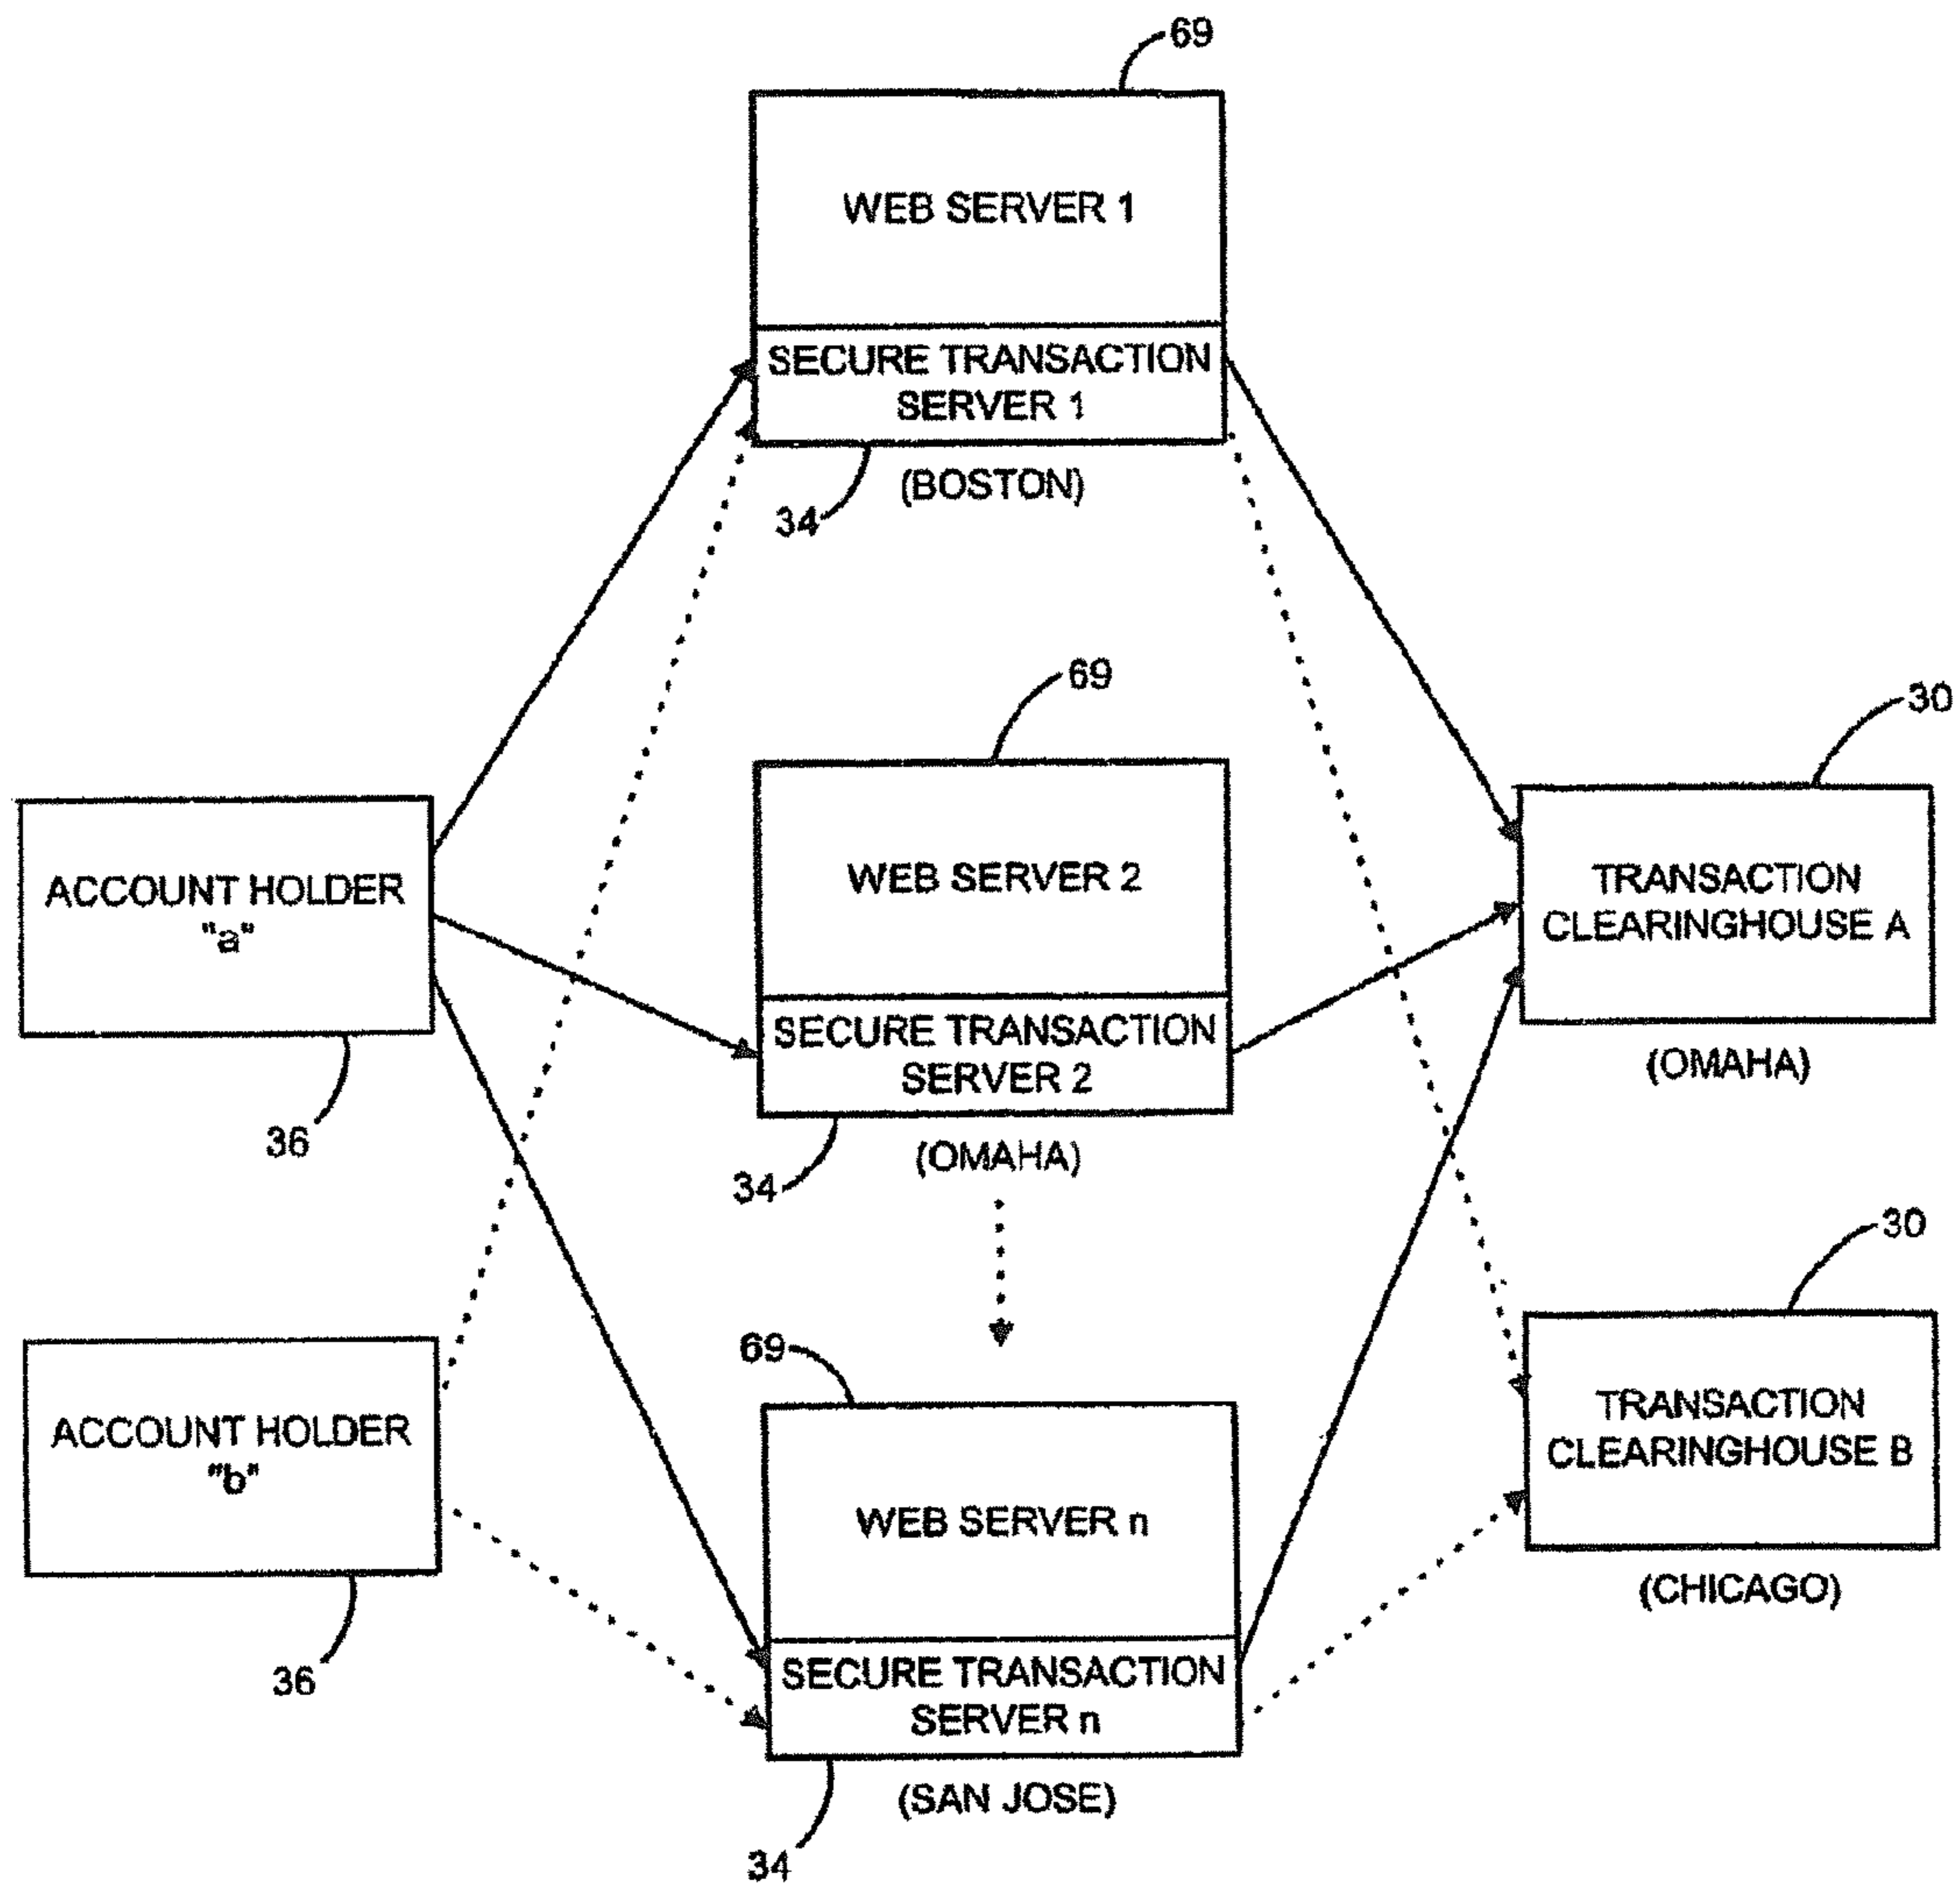 69
WEB SERVER 1
SECURE TRANSACTION
SERVER 1
(BOSTON)
34
69
WEB SERVER 2
SECURE TRANSACTION
SERVER 2
(OMAHA)
34
30
ACCOUNT HOLDER
"a"
36
TRANSACTION
CLEARINGHOUSE A
(OMAHA)
30
69
ACCOUNT HOLDER
"b"
36
WEB SERVER n
SECURE TRANSACTION
SERVER n
(SAN JOSE)
34
TRANSACTION
CLEARINGHOUSE B
(CHICAGO)